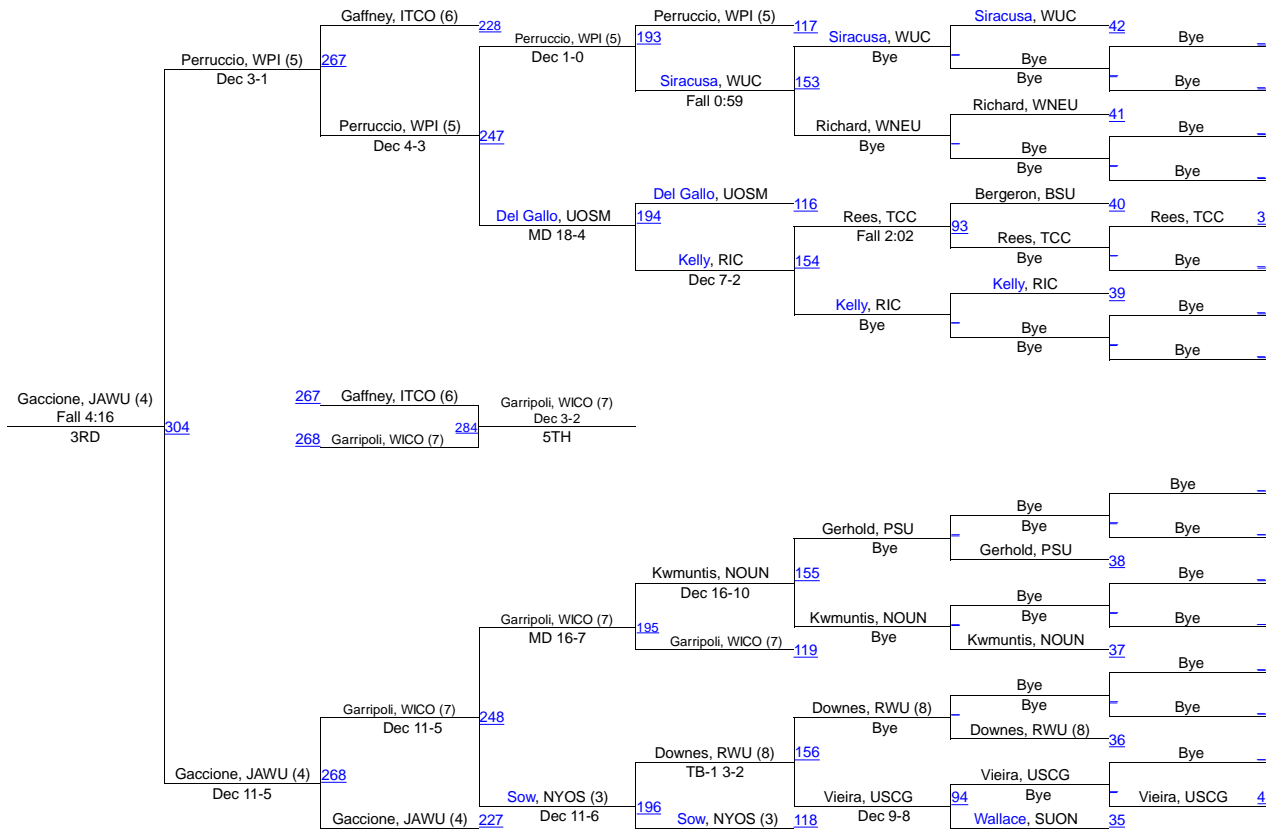 Gaffney, ITCO (6)
228
Perruccio, WPI (5)
117
Siracusa, WUC
42
Perruccio, WPI (5)
193
Dec 1-0
Siracusa, WUC
Bye
Bye
Perruccio, WPI (5)
267
Dec 3-1
Bye
Bye
Siracusa, WUC
153
Fall 0:59
Bye
Richard, WNEU
41
Perruccio, WPI (5)
247
Dec 4-3
Richard, WNEU
Bye
Bye
Bye
Bye
Bye
Del Gallo, UOSM
116
Bergeron, BSU
40
Del Gallo, UOSM
194
MD 18-4
Rees, TCC
93
Fall 2:02
Rees, TCC
3
Rees, TCC
Bye
Kelly, RIC
154
Dec 7-2
Bye
Kelly, RIC
39
Kelly, RIC
Bye
Bye
Bye
Bye
Bye
Gaccione, JAWU (4)
Fall 4:16
304
3RD
267
Gaffney, ITCO (6)
268
Garripoli, WICO (7)
284
Garripoli, WICO (7)
Dec 3-2
5TH
Bye
Bye
Bye
Bye
Gerhold, PSU
Bye
Gerhold, PSU
38
Kwmuntis, NOUN
155
Dec 16-10
Bye
Bye
Bye
Bye
Garripoli, WICO (7)
195
MD 16-7
Kwmuntis, NOUN
Bye
Garripoli, WICO (7)
119
Kwmuntis, NOUN
37
Bye
Bye
Bye
Bye
Garripoli, WICO (7)
248
Dec 11-5
Downes, RWU (8)
Bye
Downes, RWU (8)
36
Downes, RWU (8)
156
TB-1 3-2
Bye
Gaccione, JAWU (4)
268
Dec 11-5
Vieira, USCG
Bye
Vieira, USCG
4
Sow, NYOS (3)
196
Dec 11-6
Vieira, USCG
94
Dec 9-8
Gaccione, JAWU (4)
227
Sow, NYOS (3)
118
Wallace, SUON
35